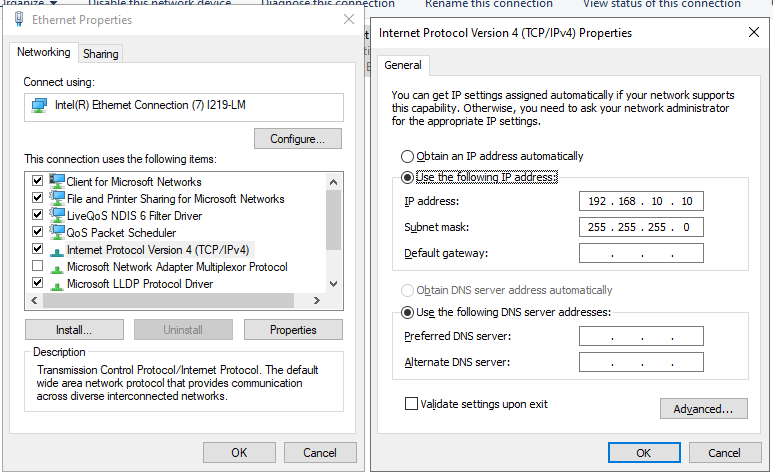 Organize
Disable this network device
Diagnose this connection
Rename this connection
View status of this connection
Ethernet Properties
Networking
Sharing
Connect using:
Intel(R) Ethernet Connection (7) I219-LM
Configure...
This connection uses the following items:
Client for Microsoft Networks
File and Printer Sharing for Microsoft Networks
LiveQoS NDIS 6 Filter Driver
QoS Packet Scheduler
Internet Protocol Version 4 (TCP/IPv4)
Microsoft Network Adapter Multiplexor Protocol
Microsoft LLDP Protocol Driver
Install...
Uninstall
Properties
Description
Transmission Control Protocol/Internet Protocol. The default
wide area network protocol that provides communication
across diverse interconnected networks.
OK
Cancel
Internet Protocol Version 4 (TCP/IPv4) Properties
General
You can get IP settings assigned automatically if your network supports
this capability. Otherwise, you need to ask your network administrator
for the appropriate IP settings.
Obtain an IP address automatically
Use the following IP address:
IP address:
192 . 168 . 10 . 10
Subnet mask:
255 . 255 . 255 . 0
Default gateway:
. . .
Obtain DNS server address automatically
Use the following DNS server addresses:
Preferred DNS server:
. . .
Alternate DNS server:
. . .
Validate settings upon exit
Advanced...
OK
Cancel